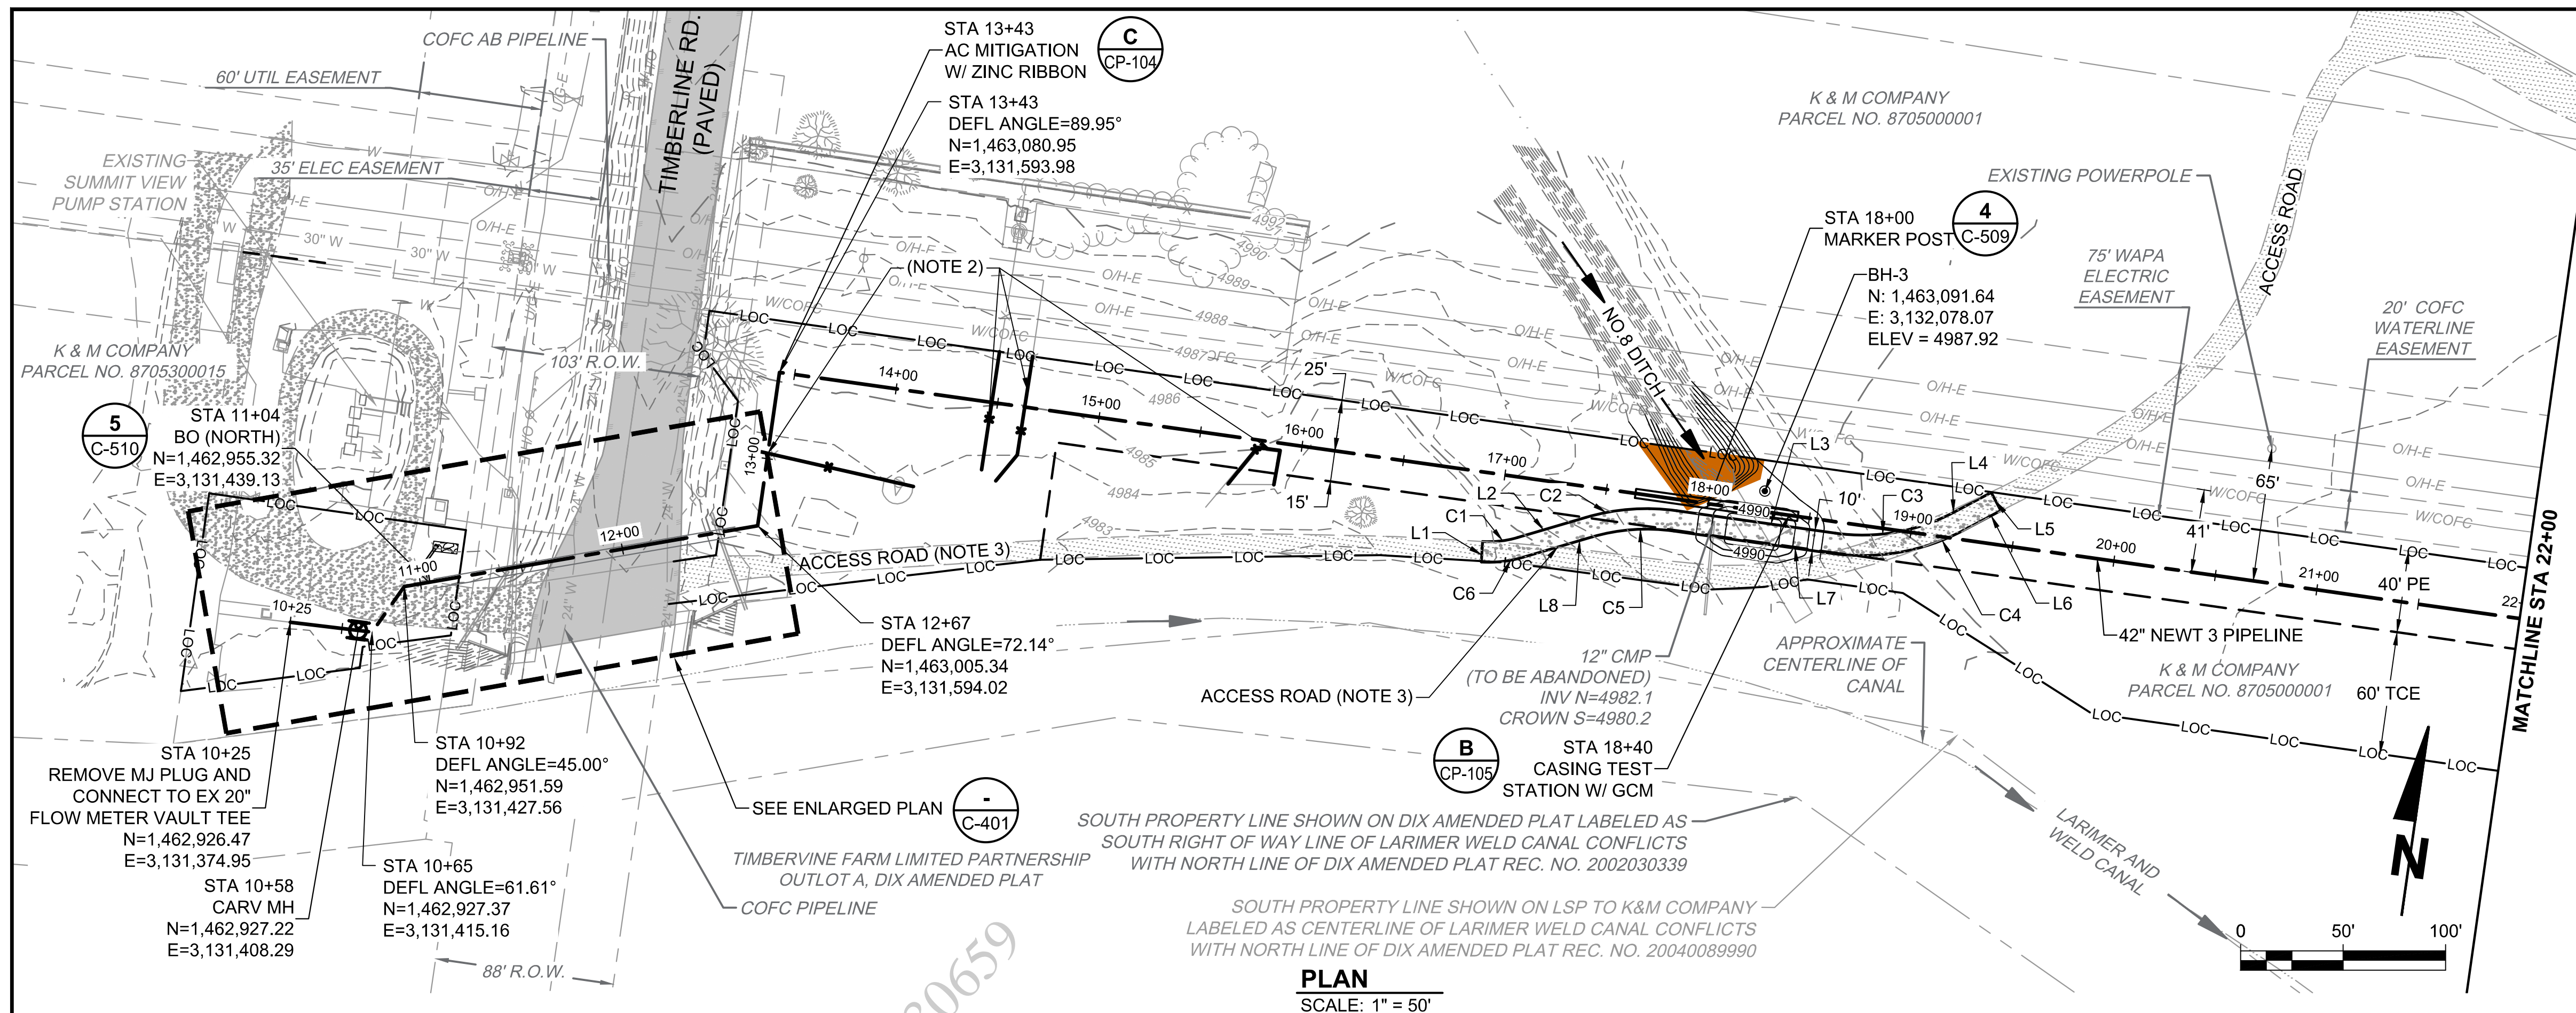 COFC AB PIPELINE
60' UTIL EASEMENT
U/G-E
EXISTING
SUMMIT VIEW
PUMP STATION
35' ELEC EASEMENT
O/H-E
W
30" W
30" W
K & M COMPANY
PARCEL NO. 8705300015
103' R.O.W.
TIMBERLINE RD.
(PAVED)
STA 13+43
AC MITIGATION
W/ ZINC RIBBON
C
CP-104
STA 13+43
DEFL ANGLE=89.95°
N=1,463,080.95
E=3,131,593.98
(NOTE 2)
K & M COMPANY
PARCEL NO. 8705000001
EXISTING POWERPOLE
STA 18+00
MARKER POST
4
C-509
BH-3
N: 1,463,091.64
E: 3,132,078.07
ELEV = 4987.92
75' WAPA
ELECTRIC
EASEMENT
ACCESS ROAD
20' COFC
WATERLINE
EASEMENT
NO.8 DITCH
5
C-510
STA 11+04
BO (NORTH)
N=1,462,955.32
E=3,131,439.13
4992
4990
4989
4988
4987
4986
4985
4984
4983
W/COFC
O/H-E
LOC
10+25
11+00
12+00
13+00
14+00
15+00
16+00
17+00
18+00
19+00
20+00
21+00
22+
25'
15'
10'
65'
41'
40' PE
60' TCE
L1
L2
C1
C2
L3
C3
L4
L5
L6
C4
L7
C5
L8
C6
4990
4990
24" W
ACCESS ROAD (NOTE 3)
ACCESS ROAD (NOTE 3)
STA 12+67
DEFL ANGLE=72.14°
N=1,463,005.34
E=3,131,594.02
12" CMP
(TO BE ABANDONED)
INV N=4982.1
CROWN S=4980.2
APPROXIMATE
CENTERLINE OF
CANAL
42" NEWT 3 PIPELINE
K & M COMPANY
PARCEL NO. 8705000001
MATCHLINE STA 22+00
B
CP-105
STA 18+40
CASING TEST
STATION W/ GCM
STA 10+25
REMOVE MJ PLUG AND
CONNECT TO EX 20"
FLOW METER VAULT TEE
N=1,462,926.47
E=3,131,374.95
STA 10+58
CARV MH
N=1,462,927.22
E=3,131,408.29
STA 10+92
DEFL ANGLE=45.00°
N=1,462,951.59
E=3,131,427.56
STA 10+65
DEFL ANGLE=61.61°
N=1,462,927.37
E=3,131,415.16
88' R.O.W.
SEE ENLARGED PLAN
-
C-401
TIMBERVINE FARM LIMITED PARTNERSHIP
OUTLOT A, DIX AMENDED PLAT
COFC PIPELINE
SOUTH PROPERTY LINE SHOWN ON DIX AMENDED PLAT LABELED AS
SOUTH RIGHT OF WAY LINE OF LARIMER WELD CANAL CONFLICTS
WITH NORTH LINE OF DIX AMENDED PLAT REC. NO. 2002030339
SOUTH PROPERTY LINE SHOWN ON LSP TO K&M COMPANY
LABELED AS CENTERLINE OF LARIMER WELD CANAL CONFLICTS
WITH NORTH LINE OF DIX AMENDED PLAT REC. NO. 20040089990
LARIMER AND
WELD CANAL
N
0 50' 100'
30659
PLAN
SCALE: 1" = 50'